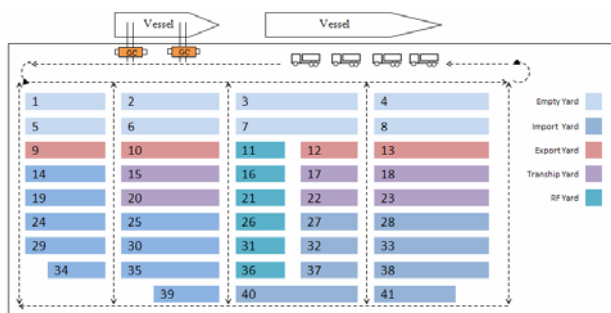 Vessel
Vessel
QC
QC
1 2 3 4
Empty Yard
5 6 7 8
Import Yard
9 10 11 12 13
Export Yard
14 15 16 17 18
Tranship Yard
19 20 21 22 23
RF Yard
24 25 26 27 28
29 30 31 32 33
34 35 36 37 38
39 40 41